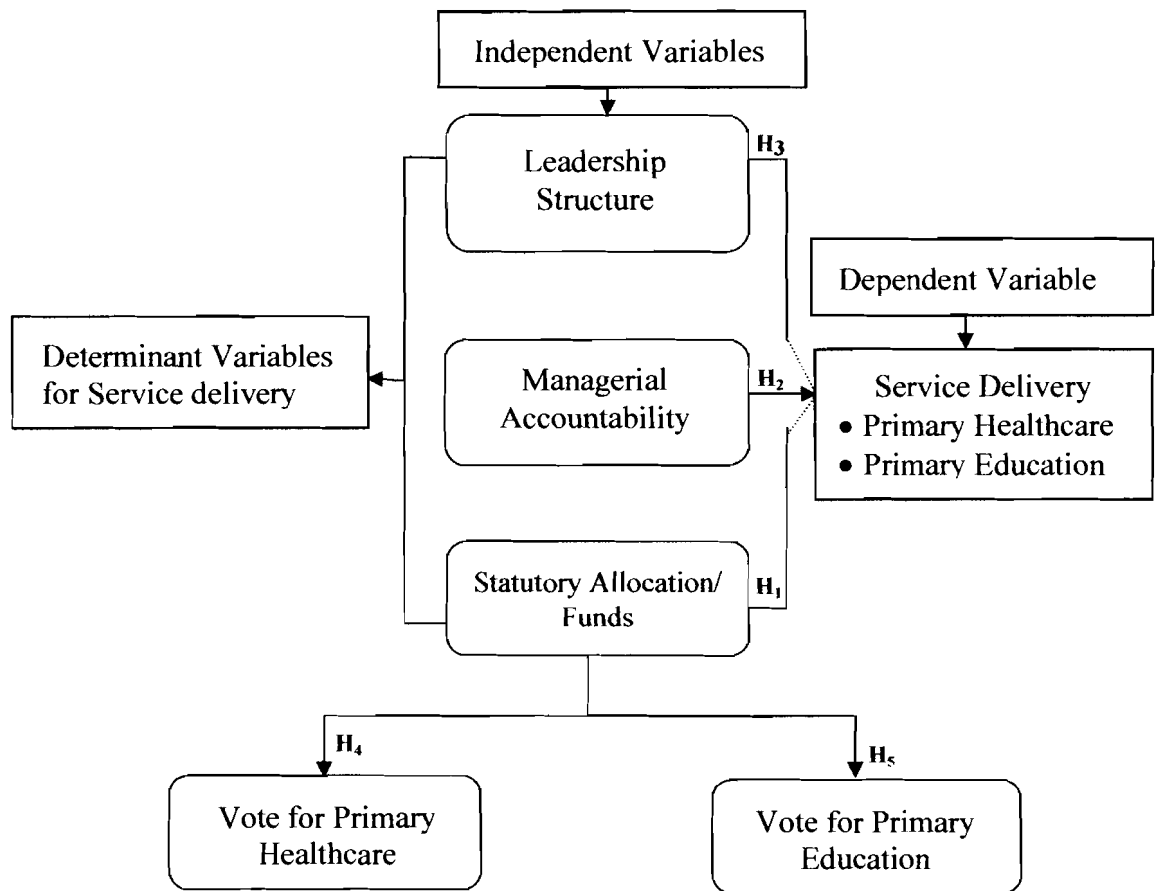 Independent Variables
Leadership
Structure
H3
Dependent Variable
Determinant Variables
for Service delivery
Managerial
Accountability
H2
Service Delivery
• Primary Healthcare
• Primary Education
Statutory Allocation/
Funds
H1
H4
H5
Vote for Primary
Healthcare
Vote for Primary
Education